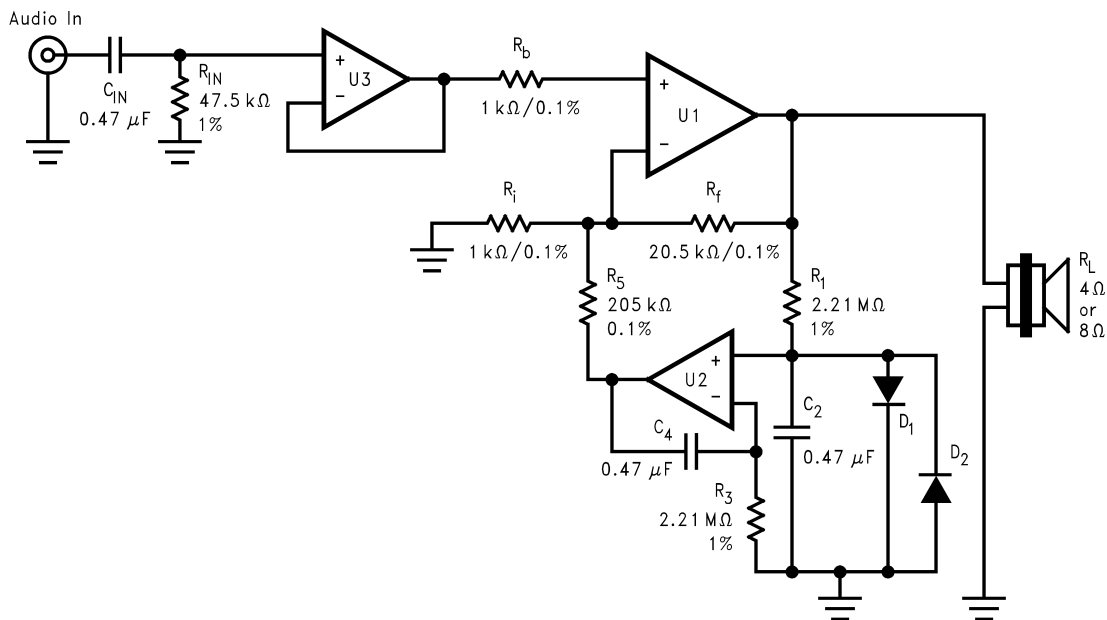 Audio In
C_IN
0.47 μF
R_IN
47.5 kΩ
1%
+
U3
−
R_b
1 kΩ/0.1%
+
U1
−
R_i
1 kΩ/0.1%
R_f
20.5 kΩ/0.1%
R_5
205 kΩ
0.1%
R_1
2.21 MΩ
1%
R_L
4Ω
or
8Ω
+
U2
−
C_4
0.47 μF
C_2
0.47 μF
D_1
D_2
R_3
2.21 MΩ
1%